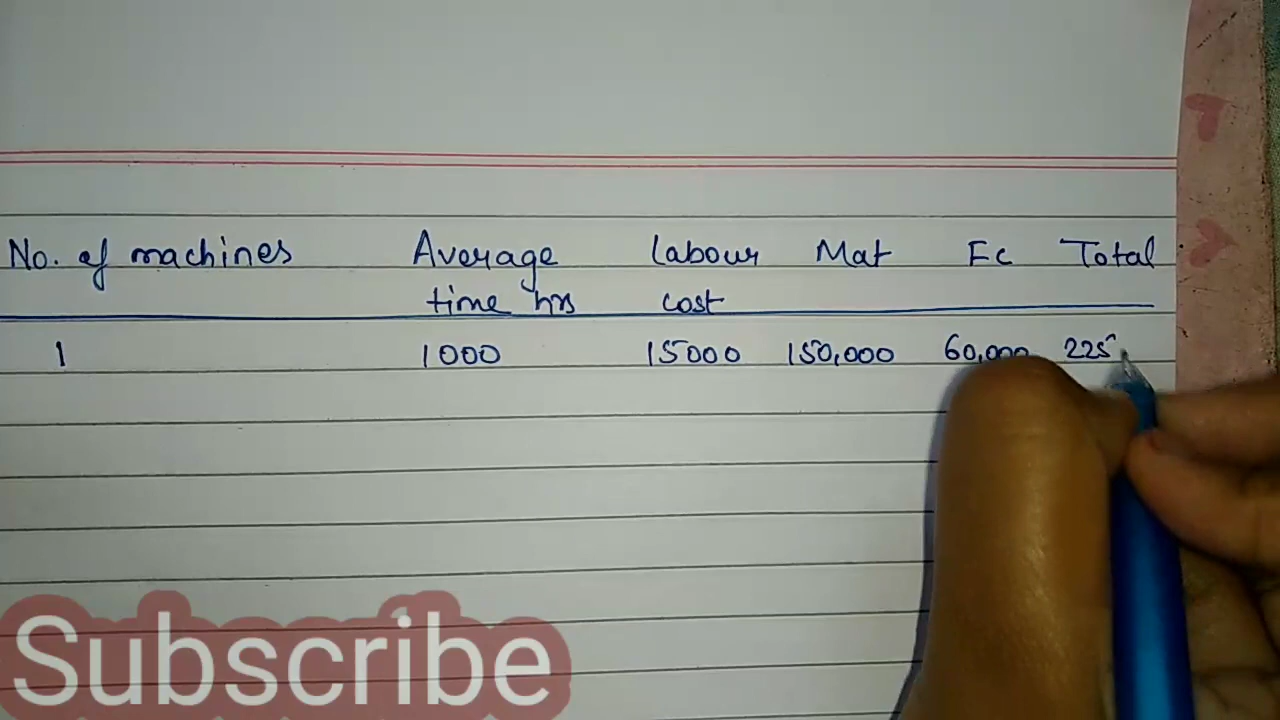 No. of machines Average Labour Mat Fc Total
time hrs cost
1 1000 15000 150,000 60,000 225
Subscribe